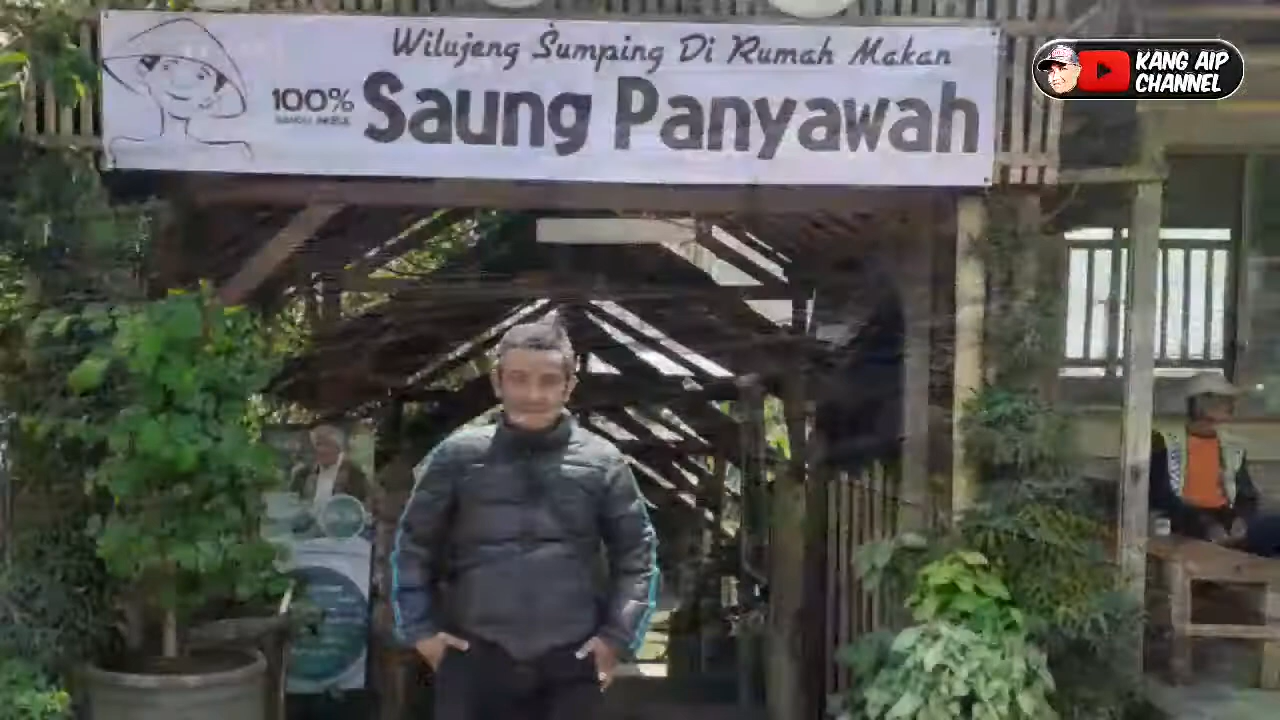 Wilujeng Sumping Di Rumah Makan
100% Saung Panyawah
KANG AIP
CHANNEL